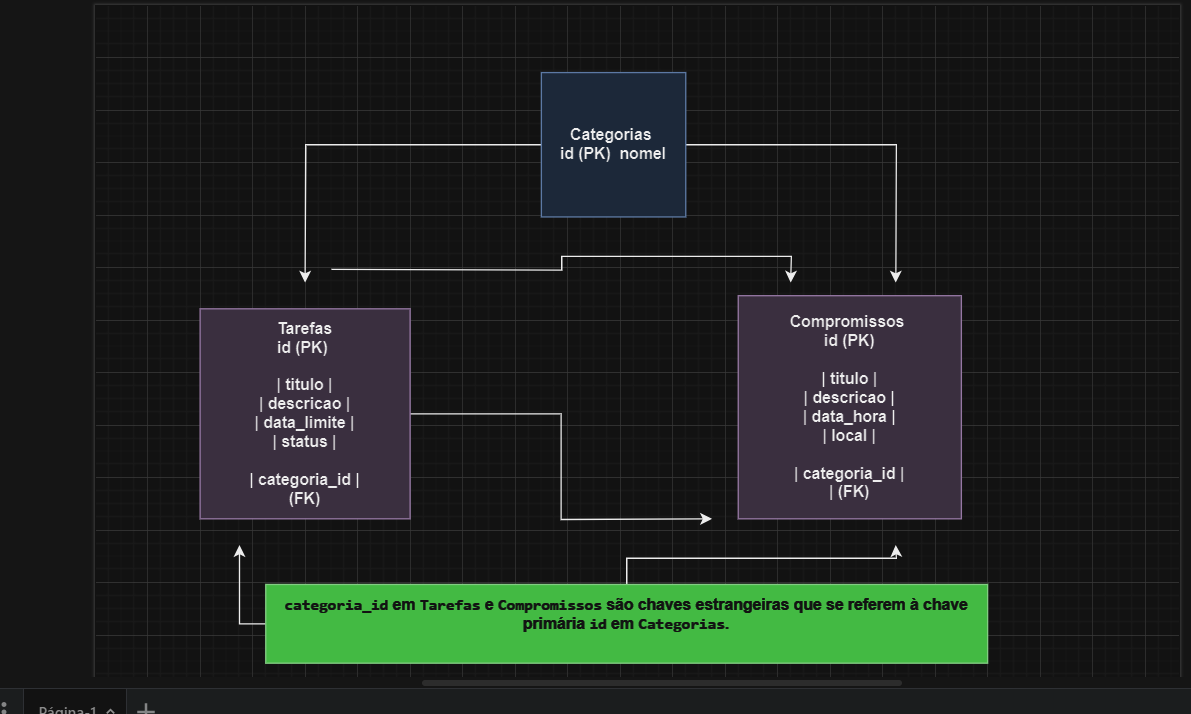 Categorias
id (PK)  nomel
Tarefas
id (PK)
| titulo |
| descricao |
| data_limite |
| status |
| categoria_id |
(FK)
Compromissos
id (PK)
| titulo |
| descricao |
| data_hora |
| local |
| categoria_id |
| (FK)
categoria_id em Tarefas e Compromissos são chaves estrangeiras que se referem à chave
primária id em Categorias.
Página-1